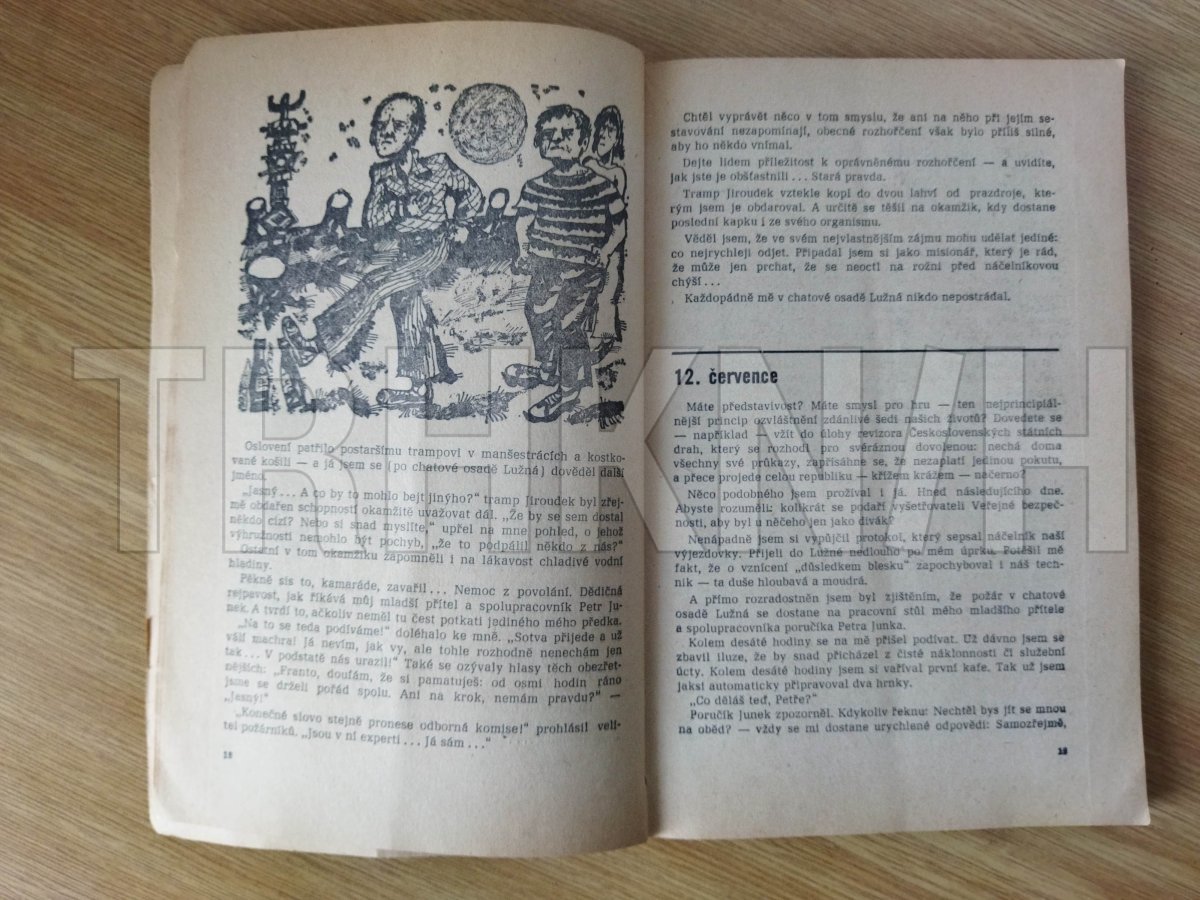 Oslovení patřilo postaršímu trampovi v manšestrácích a kostko-
vané košili — a já jsem se (po chatové osadě Lužná) dověděl další
jméno.
„Jasný... A co by to mohlo bejt jinýho?“ tramp Jiroudek byl zřej-
mě obdařen schopností okamžitě uvažovat dál. „Že by se sem dostal
někdo cizí? Nebo si snad myslíte,“ upřel na mne pohled, o jehož
výhružnosti nemohlo být pochyb, „že to podpálil někdo z nás?“
Ostatní v tom okamžiku zapomněli i na lákavost chladivé vodní
hladiny.
Pěkně sis to, kamaráde, zavařil... Nemoc z povolání. Dědičná
rejpavost, jak říkává můj mladší přítel a spolupracovník Petr Ju-
nek. A tvrdí to, ačkoliv neměl tu čest potkati jediného mého předka.
„Na to se teda podíváme!“ doléhalo ke mně. „Sotva přijede a už
válí machra! Já nevím, jak vy, ale tohle rozhodně nenechám jen
tak... V podstatě nás urazil!“ Také se ozývaly hlasy těch obezřet-
nějších: „Franto, doufám, že si pamatuješ: od osmi hodin ráno
jsme se drželi pořád spolu. Ani na krok, nemám pravdu?“ —
„Jasný!“
„Konečné slovo stejně pronese odborná komise!“ prohlásil veli-
tel požárníků. „Jsou v ní experti... Já sám...“
18
Chtěl vyprávět něco v tom smyslu, že ani na něho při jejím se-
stavování nezapomínají, obecné rozhořčení však bylo příliš silné,
aby ho někdo vnímal.
Dejte lidem příležitost k oprávněnému rozhořčení — a uvidíte,
jak jste je obšťastnili... Stará pravda.
Tramp Jiroudek vztekle kopl do dvou lahví od prazdroje, kte-
rým jsem je obdaroval. A určitě se těšil na okamžik, kdy dostane
poslední kapku i ze svého organismu.
Věděl jsem, že ve svém nejvlastnějším zájmu mohu udělat jediné:
co nejrychleji odjet. Připadal jsem si jako misionář, který je rád,
že může jen prchat, že se neoctl na rožni před náčelníkovou
chýší...
Každopádně mě v chatové osadě Lužná nikdo nepostrádal.
12. července
Máte představivost? Máte smysl pro hru — ten nejprincipiál-
nější princip ozvláštnění zdánlivé šedi našich životů? Dovedete se
— například — vžít do úlohy revizora Československých státních
drah, který se rozhodl pro svéráznou dovolenou: nechá doma
všechny své průkazy, zapřísáhne se, že nezaplatí jedinou pokutu,
a přece projede celou republiku — křížem krážem — načerno?
Něco podobného jsem prožíval i já. Hned následujícího dne.
Abyste rozuměli: kolikrát se podaří vyšetřovateli Veřejné bezpeč-
nosti, aby byl u něčeho jen jako divák?
Nenápadně jsem si vypůjčil protokol, který sepsal náčelník naší
výjezdovky. Přijeli do Lužné nedlouho po mém úprku. Potěšil mě
fakt, že o vznícení „důsledkem blesku“ zapochyboval i náš tech-
nik — ta duše hloubavá a moudrá.
A přímo rozradostněn jsem byl zjištěním, že požár v chatové
osadě Lužná se dostane na pracovní stůl mého mladšího přítele
a spolupracovníka poručíka Petra Junka.
Kolem desáté hodiny se na mě přišel podívat. Už dávno jsem se
zbavil iluze, že by snad přicházel z čisté náklonnosti či služební
úcty. Kolem desáté hodiny jsem si vařival první kafe. Tak už jsem
jaksi automaticky připravoval dva hrnky.
„Co děláš teď, Petře?“
Poručík Junek zpozorněl. Kdykoliv řeknu: Nechtěl bys jít se mnou
na oběd? — vždy se mi dostane urychlené odpovědi: Samozřejmě,
19
TRHKNIH